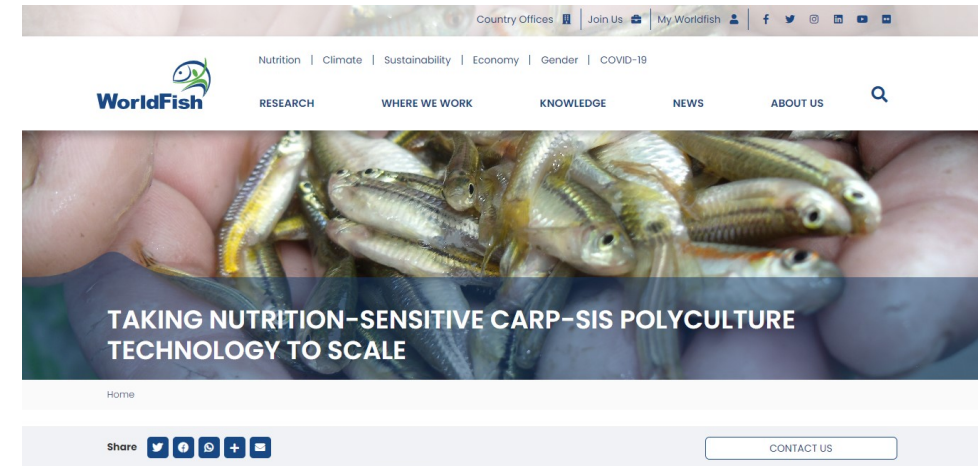 Country Offices | Join Us | My Worldfish
Nutrition | Climate | Sustainability | Economy | Gender | COVID-19
WorldFish
RESEARCH WHERE WE WORK KNOWLEDGE NEWS ABOUT US
TAKING NUTRITION-SENSITIVE CARP-SIS POLYCULTURE
TECHNOLOGY TO SCALE
Home
Share
CONTACT US